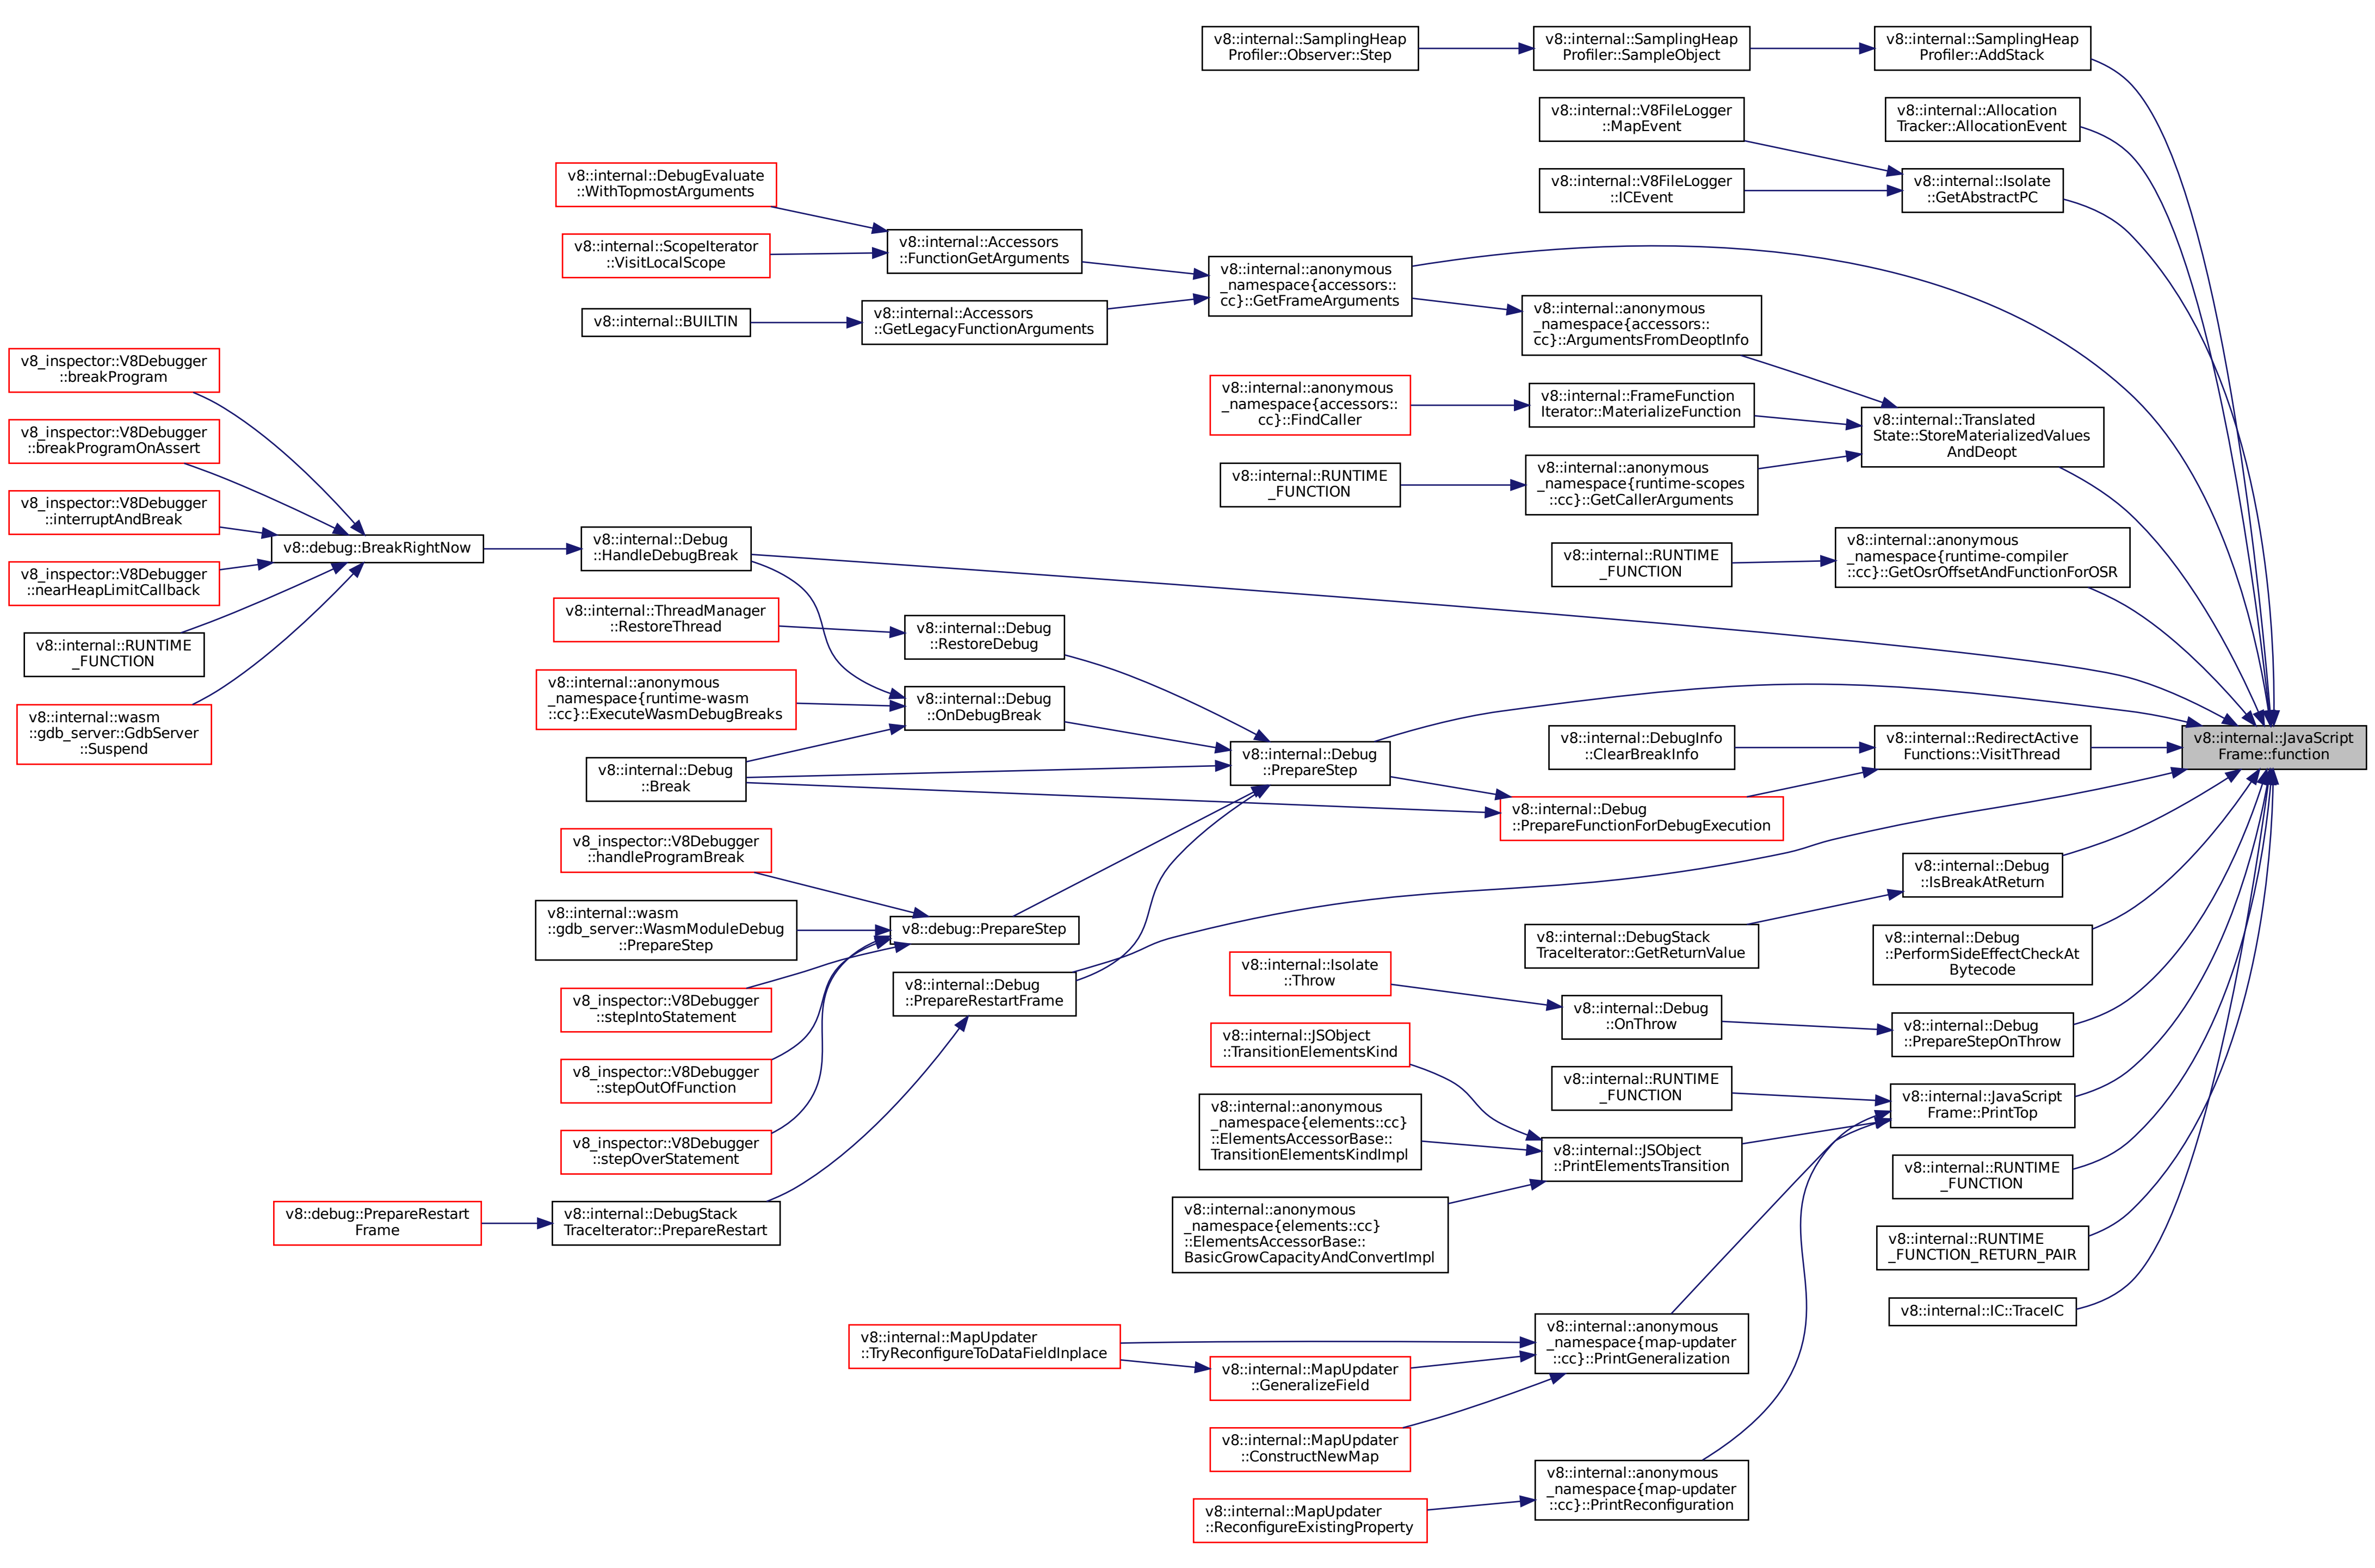 v8::internal::JavaScript
Frame::function
v8::internal::SamplingHeap
Profiler::AddStack
v8::internal::SamplingHeap
Profiler::SampleObject
v8::internal::SamplingHeap
Profiler::Observer::Step
v8::internal::Allocation
Tracker::AllocationEvent
v8::internal::Isolate
::GetAbstractPC
v8::internal::V8FileLogger
::MapEvent
v8::internal::V8FileLogger
::ICEvent
v8::internal::anonymous
_namespace{accessors::
cc}::GetFrameArguments
v8::internal::Accessors
::FunctionGetArguments
v8::internal::DebugEvaluate
::WithTopmostArguments
v8::internal::ScopeIterator
::VisitLocalScope
v8::internal::Accessors
::GetLegacyFunctionArguments
v8::internal::BUILTIN
v8::internal::Translated
State::StoreMaterializedValues
AndDeopt
v8::internal::anonymous
_namespace{accessors::
cc}::ArgumentsFromDeoptInfo
v8::internal::FrameFunction
Iterator::MaterializeFunction
v8::internal::anonymous
_namespace{accessors::
cc}::FindCaller
v8::internal::anonymous
_namespace{runtime-scopes
::cc}::GetCallerArguments
v8::internal::RUNTIME
_FUNCTION
v8::internal::anonymous
_namespace{runtime-compiler
::cc}::GetOsrOffsetAndFunctionForOSR
v8::internal::RUNTIME
_FUNCTION
v8::internal::Debug
::HandleDebugBreak
v8::debug::BreakRightNow
v8_inspector::V8Debugger
::breakProgram
v8_inspector::V8Debugger
::breakProgramOnAssert
v8_inspector::V8Debugger
::interruptAndBreak
v8_inspector::V8Debugger
::nearHeapLimitCallback
v8::internal::RUNTIME
_FUNCTION
v8::internal::wasm
::gdb_server::GdbServer
::Suspend
v8::internal::Debug
::PrepareStep
v8::internal::Debug
::RestoreDebug
v8::internal::ThreadManager
::RestoreThread
v8::internal::Debug
::OnDebugBreak
v8::internal::anonymous
_namespace{runtime-wasm
::cc}::ExecuteWasmDebugBreaks
v8::internal::Debug
::Break
v8::debug::PrepareStep
v8_inspector::V8Debugger
::handleProgramBreak
v8::internal::wasm
::gdb_server::WasmModuleDebug
::PrepareStep
v8_inspector::V8Debugger
::stepIntoStatement
v8_inspector::V8Debugger
::stepOutOfFunction
v8_inspector::V8Debugger
::stepOverStatement
v8::internal::Debug
::PrepareRestartFrame
v8::internal::DebugStack
TraceIterator::PrepareRestart
v8::debug::PrepareRestart
Frame
v8::internal::RedirectActive
Functions::VisitThread
v8::internal::DebugInfo
::ClearBreakInfo
v8::internal::Debug
::PrepareFunctionForDebugExecution
v8::internal::Debug
::IsBreakAtReturn
v8::internal::DebugStack
TraceIterator::GetReturnValue
v8::internal::Debug
::PerformSideEffectCheckAt
Bytecode
v8::internal::Debug
::PrepareStepOnThrow
v8::internal::Debug
::OnThrow
v8::internal::Isolate
::Throw
v8::internal::JavaScript
Frame::PrintTop
v8::internal::RUNTIME
_FUNCTION
v8::internal::JSObject
::PrintElementsTransition
v8::internal::JSObject
::TransitionElementsKind
v8::internal::anonymous
_namespace{elements::cc}
::ElementsAccessorBase::
TransitionElementsKindImpl
v8::internal::anonymous
_namespace{elements::cc}
::ElementsAccessorBase::
BasicGrowCapacityAndConvertImpl
v8::internal::anonymous
_namespace{map-updater
::cc}::PrintGeneralization
v8::internal::MapUpdater
::TryReconfigureToDataFieldInplace
v8::internal::MapUpdater
::GeneralizeField
v8::internal::MapUpdater
::ConstructNewMap
v8::internal::anonymous
_namespace{map-updater
::cc}::PrintReconfiguration
v8::internal::MapUpdater
::ReconfigureExistingProperty
v8::internal::RUNTIME
_FUNCTION
v8::internal::RUNTIME
_FUNCTION_RETURN_PAIR
v8::internal::IC::TraceIC